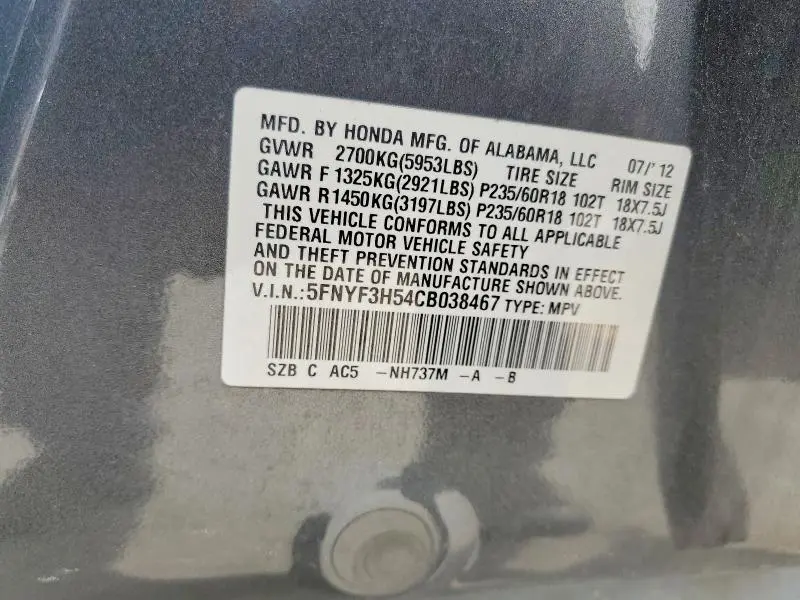 MFD. BY HONDA MFG. OF ALABAMA, LLC 07/'12
GVWR 2700KG(5953LBS) TIRE SIZE RIM SIZE
GAWR F 1325KG(2921LBS) P235/60R18 102T 18X7.5J
GAWR R1450KG(3197LBS) P235/60R18 102T 18X7.5J
THIS VEHICLE CONFORMS TO ALL APPLICABLE
FEDERAL MOTOR VEHICLE SAFETY
AND THEFT PREVENTION STANDARDS IN EFFECT
ON THE DATE OF MANUFACTURE SHOWN ABOVE.
V.I.N.:5FNYF3H54CB038467 TYPE: MPV
SZB C AC5 -NH737M -A -B